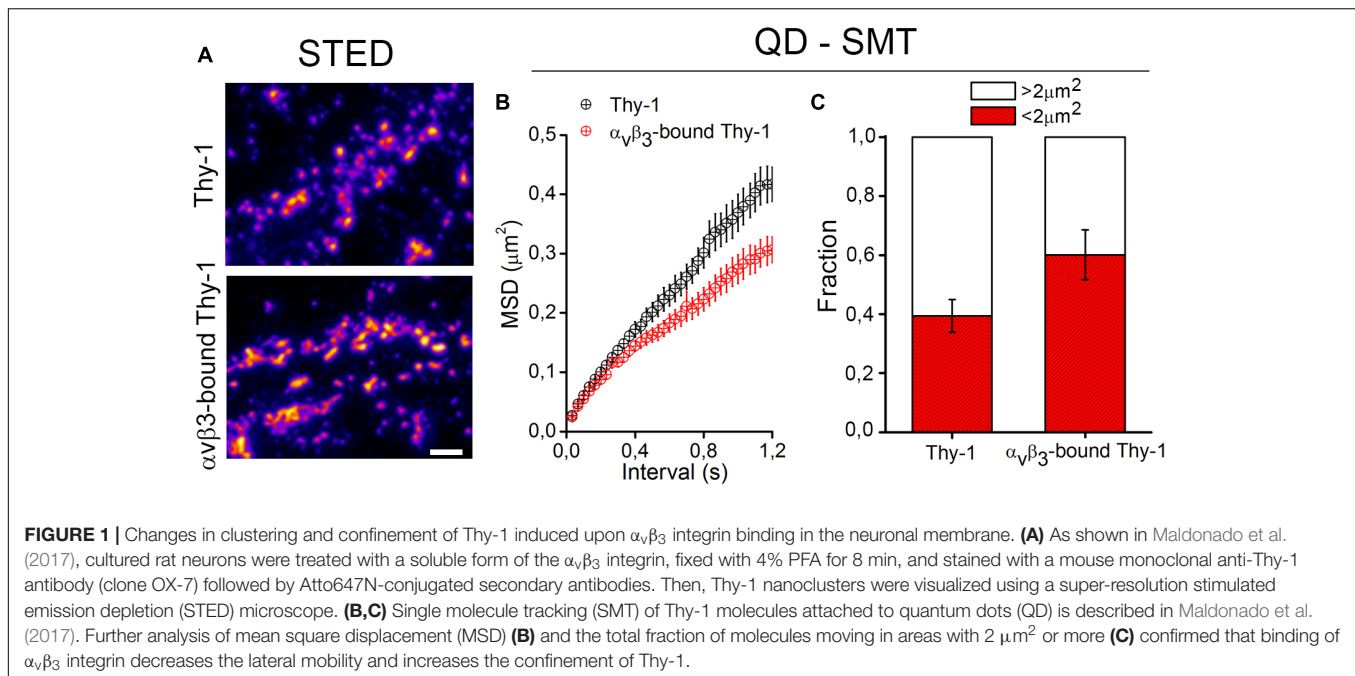 STED
QD - SMT
A
Thy-1
αvβ3-bound Thy-1
B
Thy-1
αvβ3-bound Thy-1
0,5
0,4
0,3
0,2
0,1
0,0
MSD (μm²)
0,0 0,4 0,8 1,2
Interval (s)
C
>2μm²
<2μm²
1,0
0,8
0,6
0,4
0,2
0,0
Fraction
Thy-1 αvβ3-bound Thy-1
FIGURE 1 | Changes in clustering and confinement of Thy-1 induced upon αvβ3 integrin binding in the neuronal membrane. (A) As shown in Maldonado et al.
(2017), cultured rat neurons were treated with a soluble form of the αvβ3 integrin, fixed with 4% PFA for 8 min, and stained with a mouse monoclonal anti-Thy-1
antibody (clone OX-7) followed by Atto647N-conjugated secondary antibodies. Then, Thy-1 nanoclusters were visualized using a super-resolution stimulated
emission depletion (STED) microscope. (B,C) Single molecule tracking (SMT) of Thy-1 molecules attached to quantum dots (QD) is described in Maldonado et al.
(2017). Further analysis of mean square displacement (MSD) (B) and the total fraction of molecules moving in areas with 2 μm² or more (C) confirmed that binding of
αvβ3 integrin decreases the lateral mobility and increases the confinement of Thy-1.